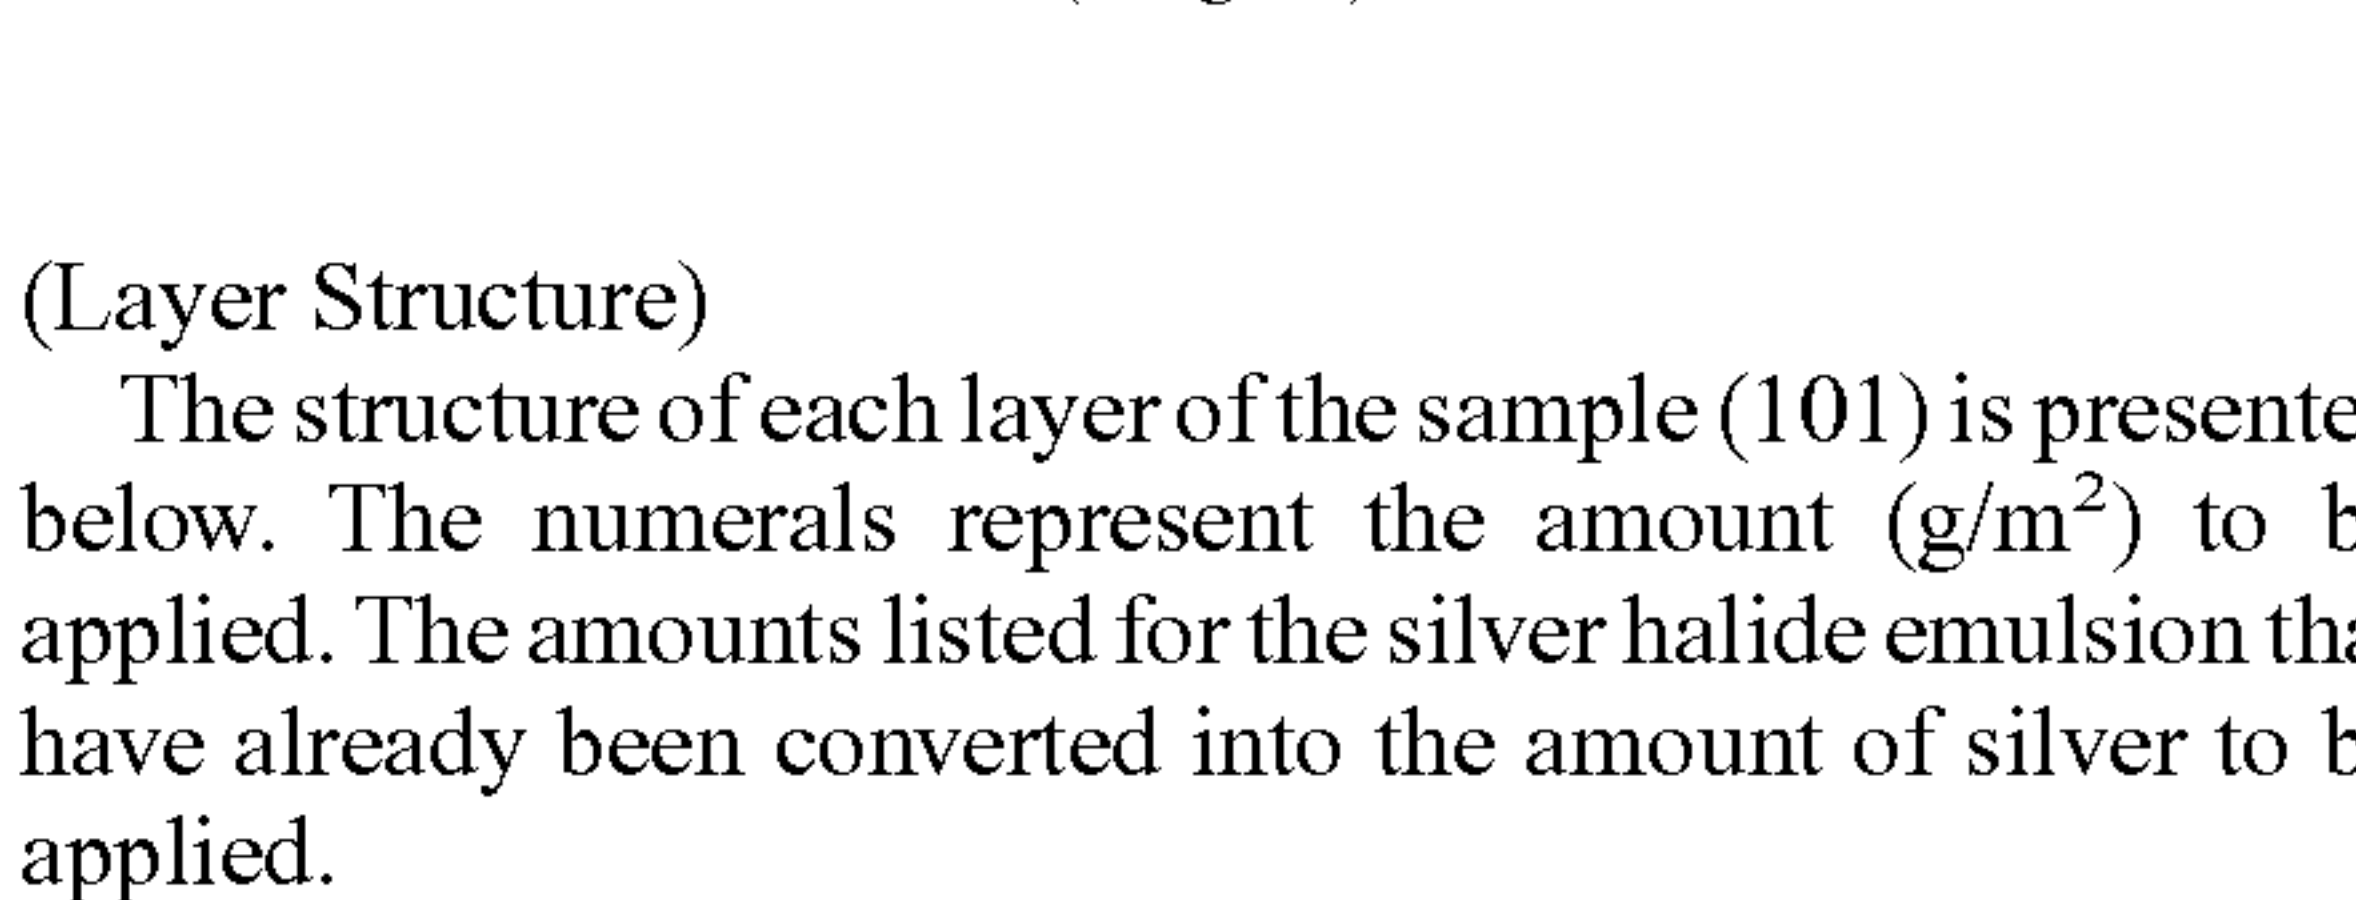 (Layer Structure)
The structure of each layer of the sample (101) is presente
below. The numerals represent the amount (g/m²) to b
applied. The amounts listed for the silver halide emulsion tha
have already been converted into the amount of silver to b
applied.